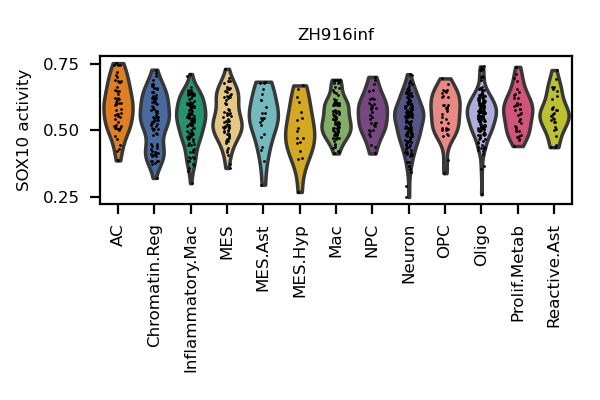 ZH916inf
SOX10 activity
0.75
0.50
0.25
AC
Chromatin.Reg
Inflammatory.Mac
MES
MES.Ast
MES.Hyp
Mac
NPC
Neuron
OPC
Oligo
Prolif.Metab
Reactive.Ast